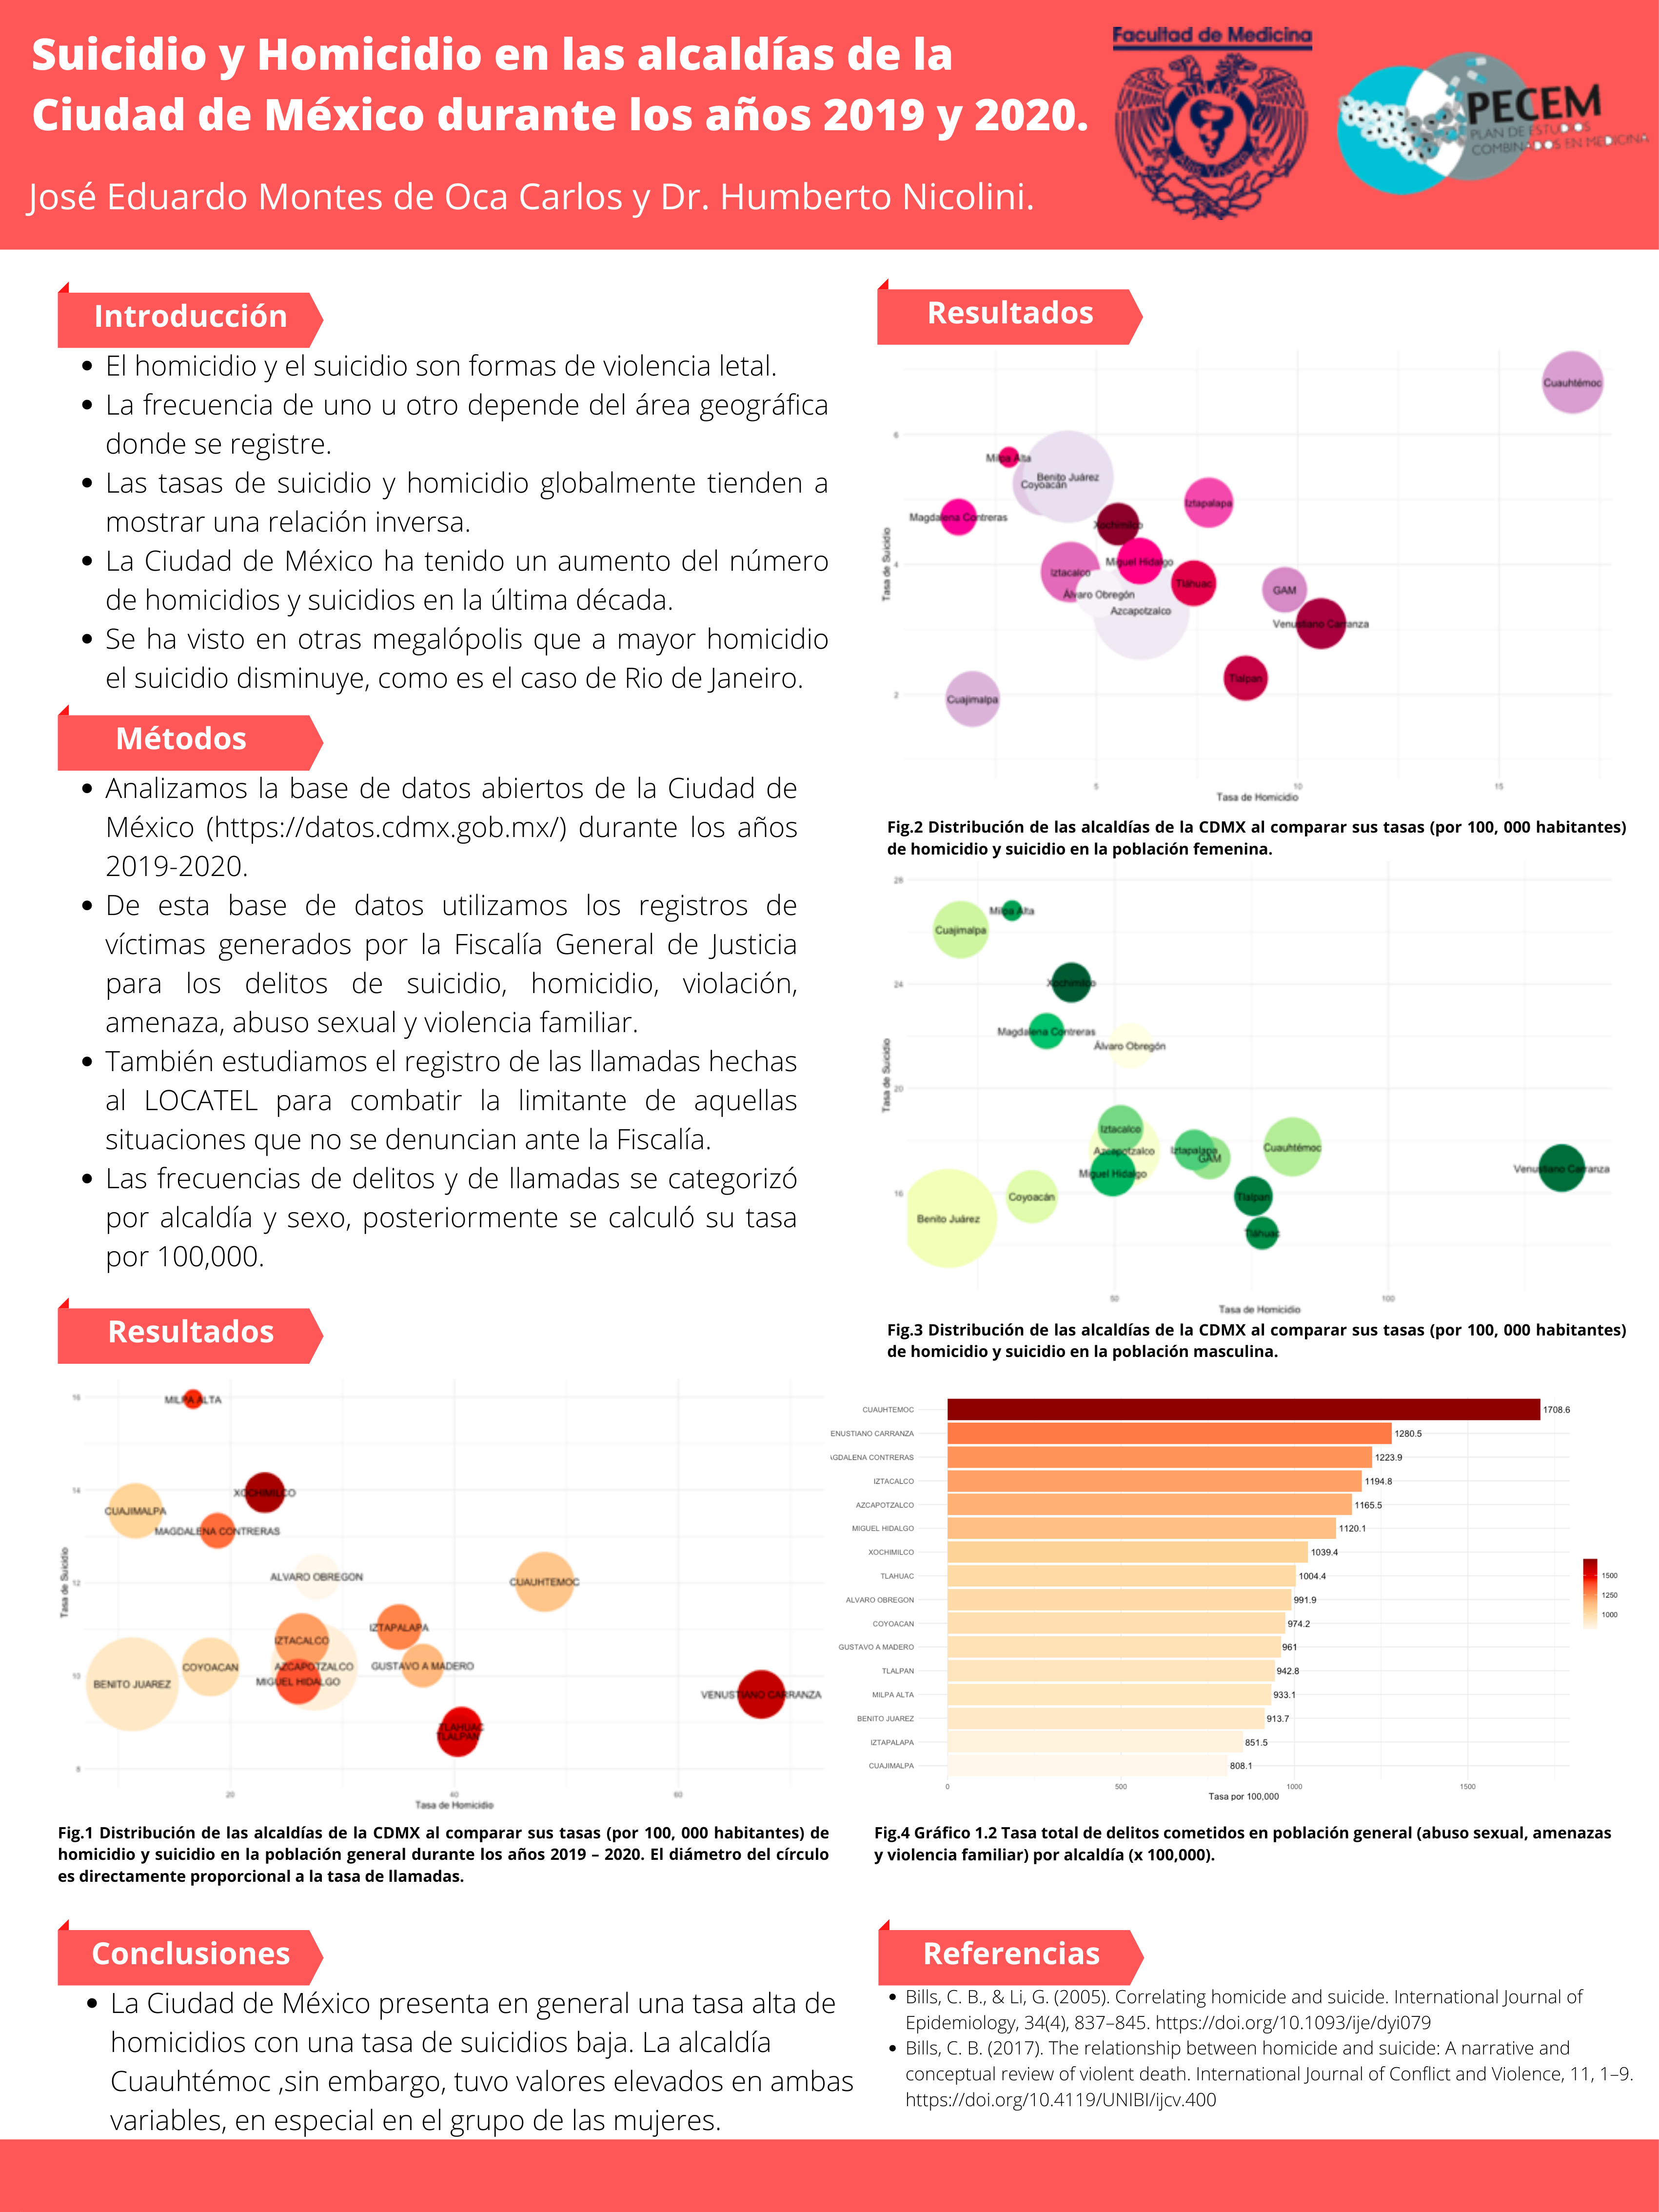 Suicidio y Homicidio en las alcaldías de la
Ciudad de México durante los años 2019 y 2020.
José Eduardo Montes de Oca Carlos y Dr. Humberto Nicolini.
Facultad de Medicina
UNAM
PECEM
PLAN DE ESTUDIOS
COMBINADOS EN MEDICINA
Introducción
• El homicidio y el suicidio son formas de violencia letal.
• La frecuencia de uno u otro depende del área geográfica
donde se registre.
• Las tasas de suicidio y homicidio globalmente tienden a
mostrar una relación inversa.
• La Ciudad de México ha tenido un aumento del número
de homicidios y suicidios en la última década.
• Se ha visto en otras megalópolis que a mayor homicidio
el suicidio disminuye, como es el caso de Rio de Janeiro.
Métodos
• Analizamos la base de datos abiertos de la Ciudad de
México (https://datos.cdmx.gob.mx/) durante los años
2019-2020.
• De esta base de datos utilizamos los registros de
víctimas generados por la Fiscalía General de Justicia
para los delitos de suicidio, homicidio, violación,
amenaza, abuso sexual y violencia familiar.
• También estudiamos el registro de las llamadas hechas
al LOCATEL para combatir la limitante de aquellas
situaciones que no se denuncian ante la Fiscalía.
• Las frecuencias de delitos y de llamadas se categorizó
por alcaldía y sexo, posteriormente se calculó su tasa
por 100,000.
Resultados
16
MILPA ALTA
14
XOCHIMILCO
CUAJIMALPA
MAGDALENA CONTRERAS
12
ALVARO OBREGON
CUAUHTEMOC
IZTAPALAPA
IZTACALCO
COYOACAN
AZCAPOTZALCO
GUSTAVO A MADERO
10
BENITO JUAREZ
MIGUEL HIDALGO
VENUSTIANO CARRANZA
TLAHUAC
TLALPAN
8
20
40
60
Tasa de Suicidio
Tasa de Homicidio
Fig.1 Distribución de las alcaldías de la CDMX al comparar sus tasas (por 100, 000 habitantes) de
homicidio y suicidio en la población general durante los años 2019 – 2020. El diámetro del círculo
es directamente proporcional a la tasa de llamadas.
Conclusiones
• La Ciudad de México presenta en general una tasa alta de
homicidios con una tasa de suicidios baja. La alcaldía
Cuauhtémoc ,sin embargo, tuvo valores elevados en ambas
variables, en especial en el grupo de las mujeres.
Resultados
Cuauhtémoc
6
Milpa Alta
Benito Juárez
Coyoacán
Iztapalapa
Magdalena Contreras
Xochimilco
4
Miguel Hidalgo
Iztacalco
Tláhuac
GAM
Álvaro Obregón
Azcapotzalco
Venustiano Carranza
Tlalpan
2
Cuajimalpa
5
10
15
Tasa de Suicidio
Tasa de Homicidio
Fig.2 Distribución de las alcaldías de la CDMX al comparar sus tasas (por 100, 000 habitantes)
de homicidio y suicidio en la población femenina.
28
Milpa Alta
Cuajimalpa
24
Xochimilco
Magdalena Contreras
Álvaro Obregón
20
Iztacalco
Azcapotzalco
Iztapalapa
GAM
Cuauhtémoc
Miguel Hidalgo
Venustiano Carranza
16
Coyoacán
Tlalpan
Benito Juárez
Tláhuac
50
100
Tasa de Suicidio
Tasa de Homicidio
Fig.3 Distribución de las alcaldías de la CDMX al comparar sus tasas (por 100, 000 habitantes)
de homicidio y suicidio en la población masculina.
CUAUHTEMOC 1708.6
ENUSTIANO CARRANZA 1280.5
AGDALENA CONTRERAS 1223.9
IZTACALCO 1194.8
AZCAPOTZALCO 1165.5
MIGUEL HIDALGO 1120.1
XOCHIMILCO 1039.4
TLAHUAC 1004.4
ALVARO OBREGON 991.9
COYOACAN 974.2
GUSTAVO A MADERO 961
TLALPAN 942.8
MILPA ALTA 933.1
BENITO JUAREZ 913.7
IZTAPALAPA 851.5
CUAJIMALPA 808.1
0 500 1000 1500
Tasa por 100,000
1500
1250
1000
Fig.4 Gráfico 1.2 Tasa total de delitos cometidos en población general (abuso sexual, amenazas
y violencia familiar) por alcaldía (x 100,000).
Referencias
• Bills, C. B., & Li, G. (2005). Correlating homicide and suicide. International Journal of
Epidemiology, 34(4), 837–845. https://doi.org/10.1093/ije/dyi079
• Bills, C. B. (2017). The relationship between homicide and suicide: A narrative and
conceptual review of violent death. International Journal of Conflict and Violence, 11, 1–9.
https://doi.org/10.4119/UNIBI/ijcv.400